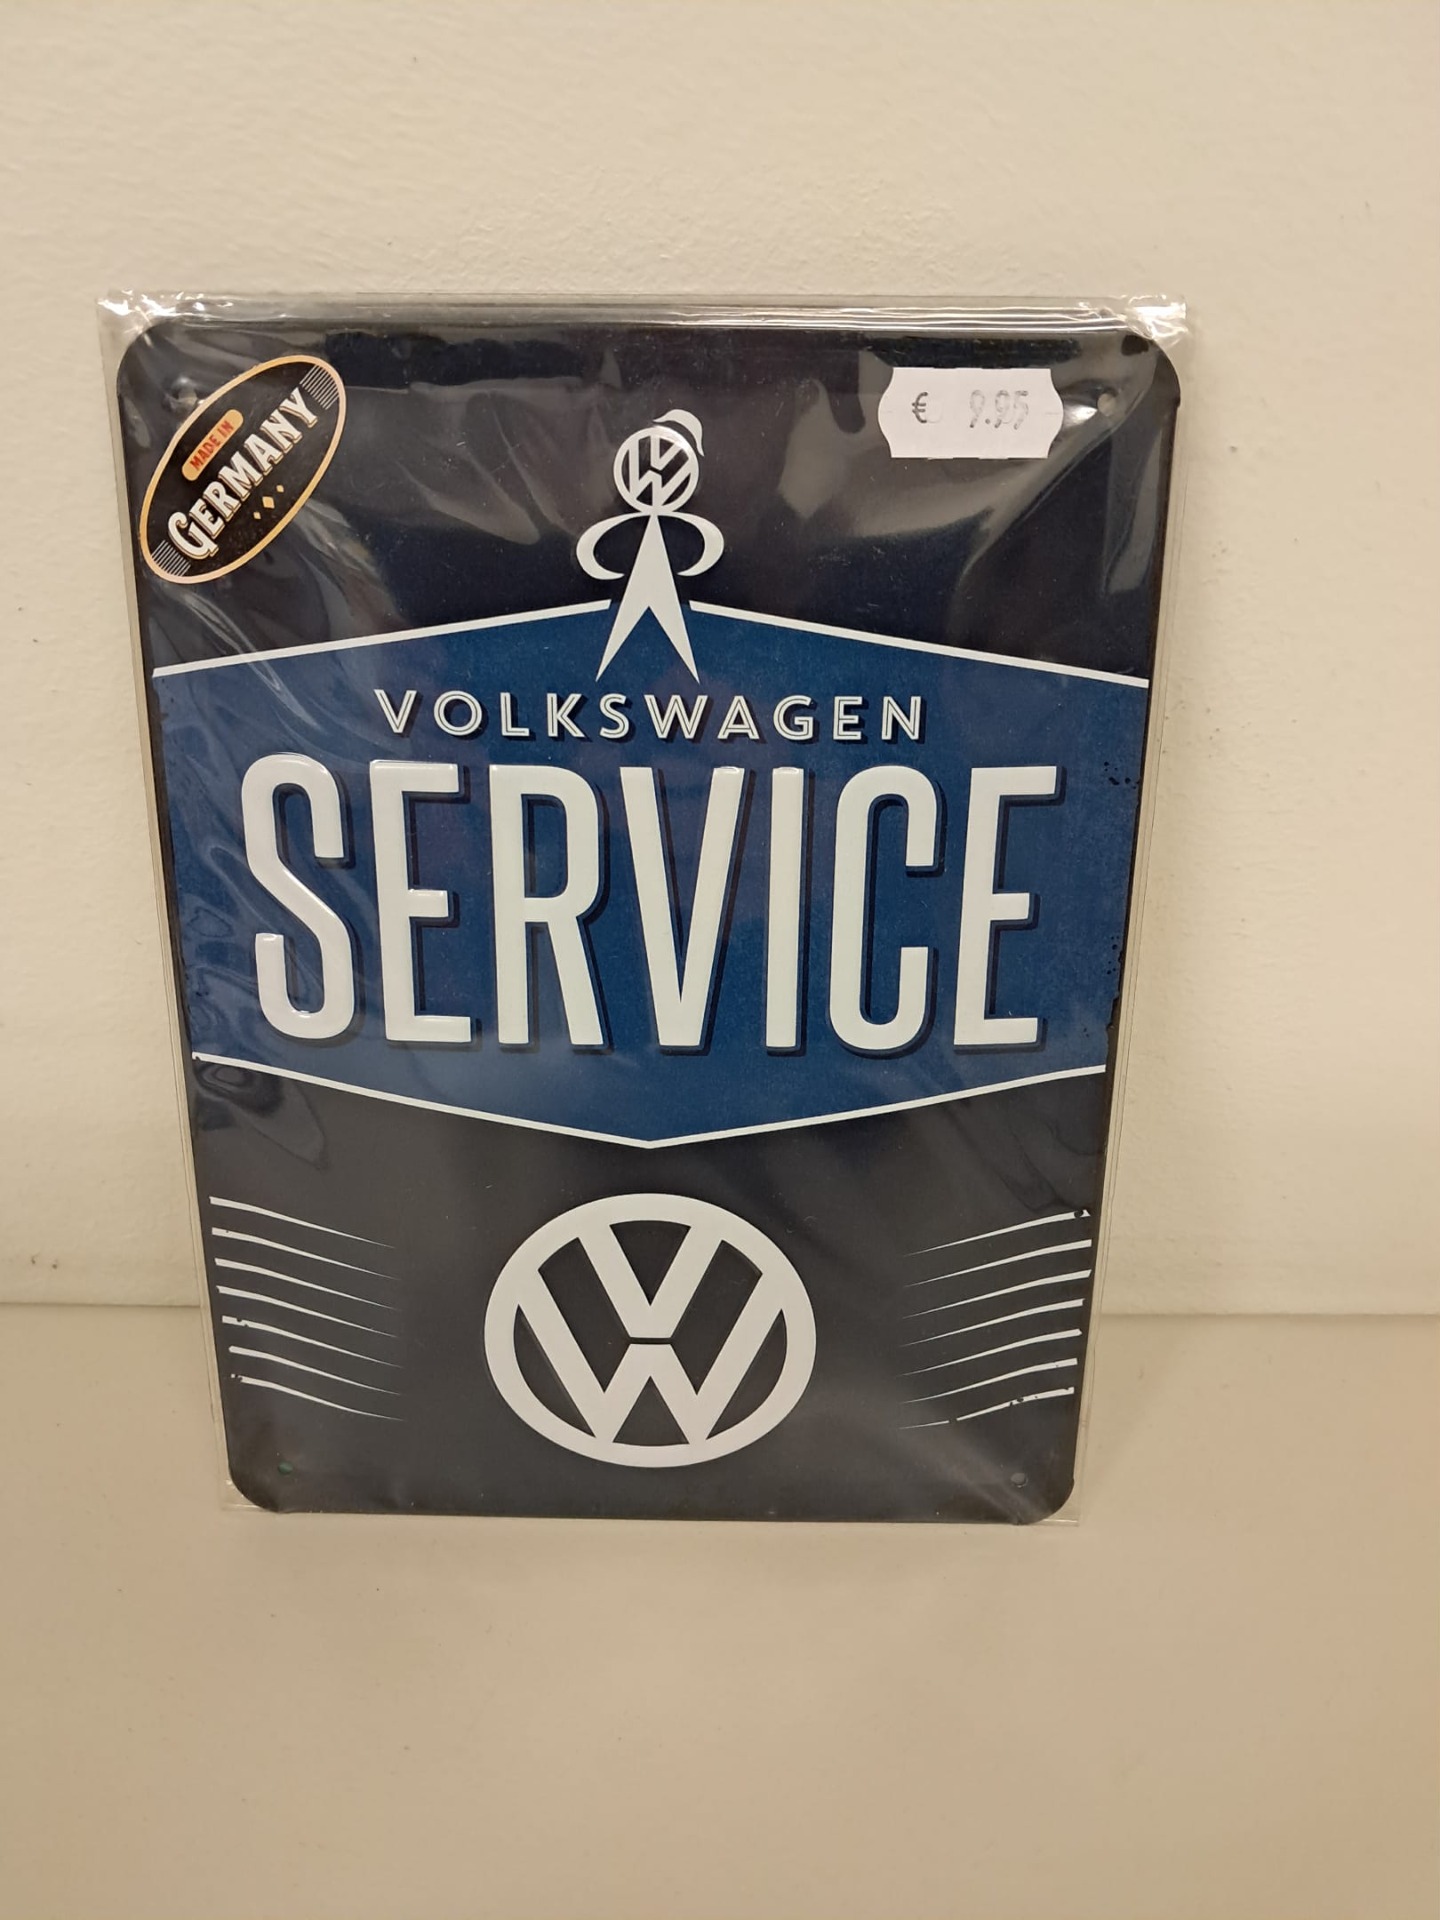 MADE IN
GERMANY
€ 9.95
VOLKSWAGEN
SERVICE